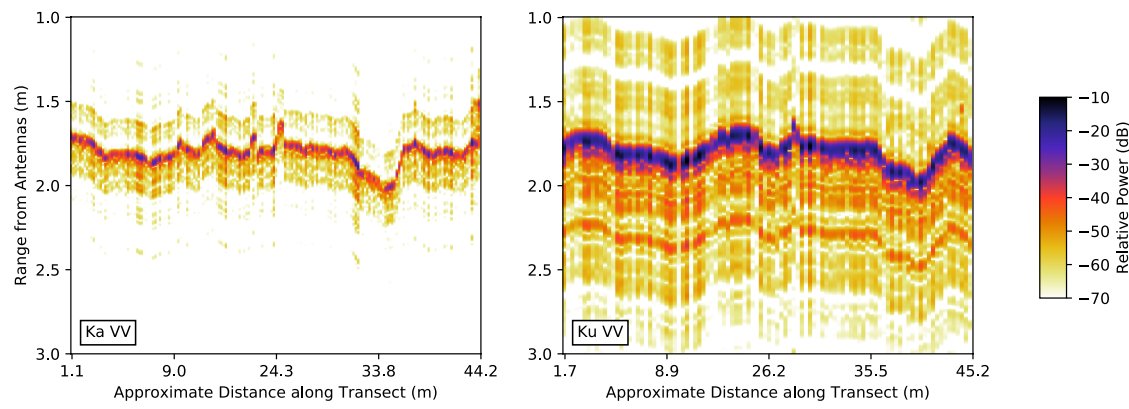 1.0
1.5
2.0
2.5
3.0
Range from Antennas (m)
Ka VV
1.1 9.0 24.3 33.8 44.2
Approximate Distance along Transect (m)
1.0
1.5
2.0
2.5
3.0
Ku VV
1.7 8.9 26.2 35.5 45.2
Approximate Distance along Transect (m)
−10
−20
−30
−40
−50
−60
−70
Relative Power (dB)